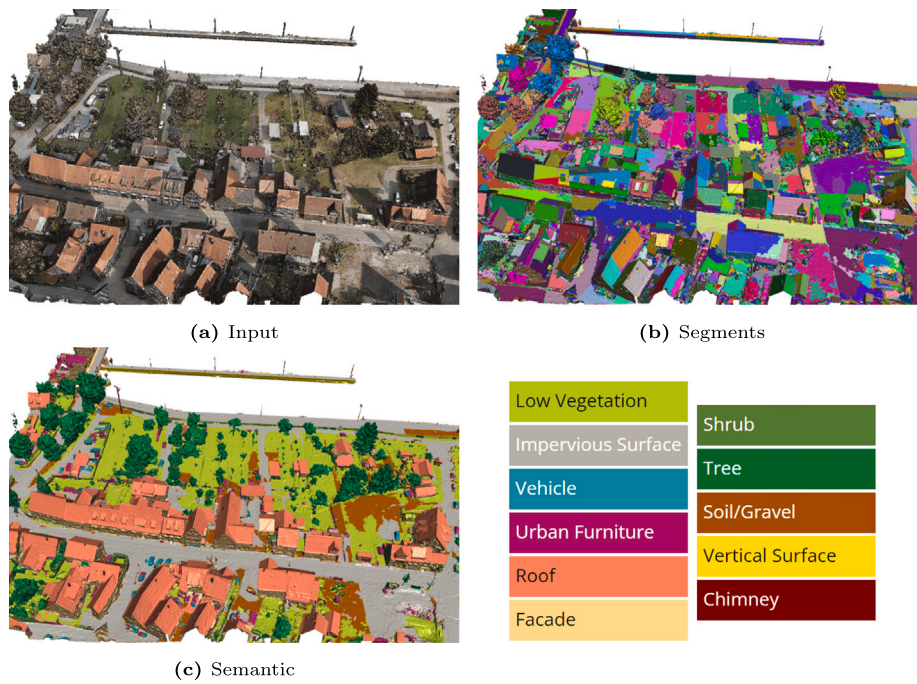 (a) Input
(b) Segments
(c) Semantic
Low Vegetation
Impervious Surface
Vehicle
Urban Furniture
Roof
Facade
Shrub
Tree
Soil/Gravel
Vertical Surface
Chimney